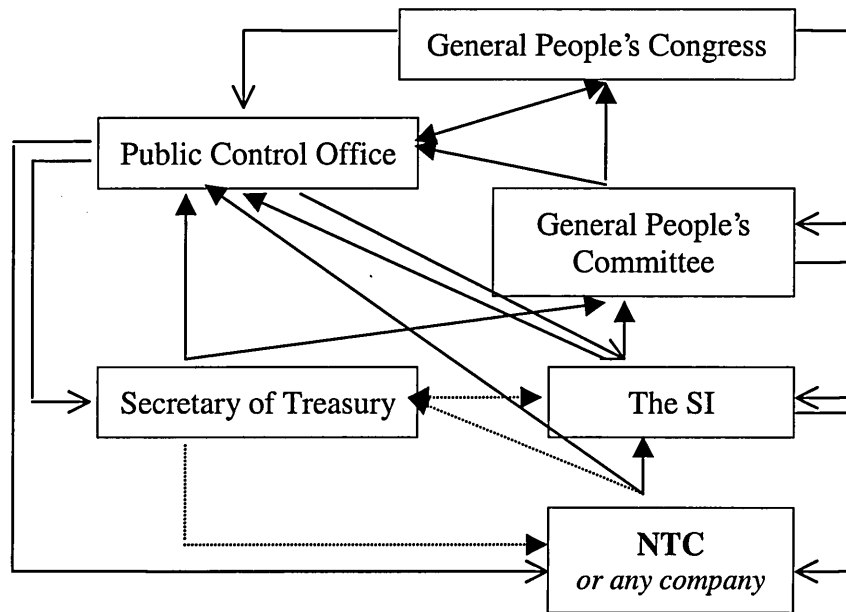 General People's Congress
Public Control Office
General People's
Committee
Secretary of Treasury
The SI
NTC
or any company